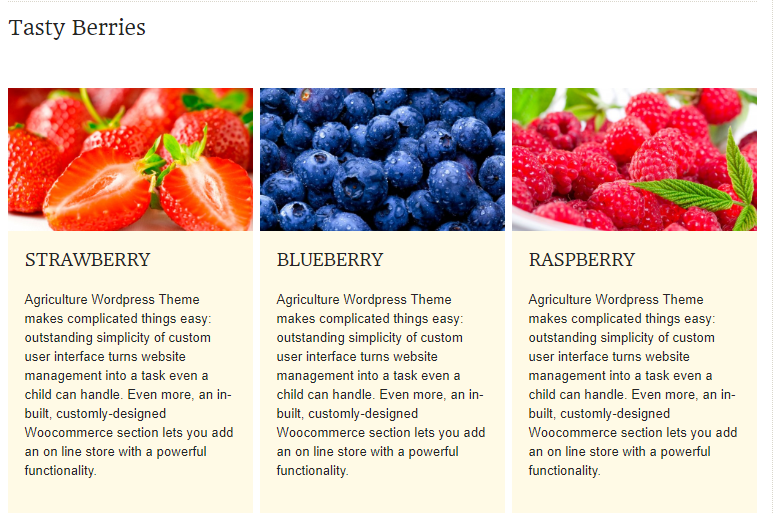 Tasty Berries
STRAWBERRY
Agriculture Wordpress Theme
makes complicated things easy:
outstanding simplicity of custom
user interface turns website
management into a task even a
child can handle. Even more, an in-
built, customly-designed
Woocommerce section lets you add
an on line store with a powerful
functionality.
BLUEBERRY
Agriculture Wordpress Theme
makes complicated things easy:
outstanding simplicity of custom
user interface turns website
management into a task even a
child can handle. Even more, an in-
built, customly-designed
Woocommerce section lets you add
an on line store with a powerful
functionality.
RASPBERRY
Agriculture Wordpress Theme
makes complicated things easy:
outstanding simplicity of custom
user interface turns website
management into a task even a
child can handle. Even more, an in-
built, customly-designed
Woocommerce section lets you add
an on line store with a powerful
functionality.